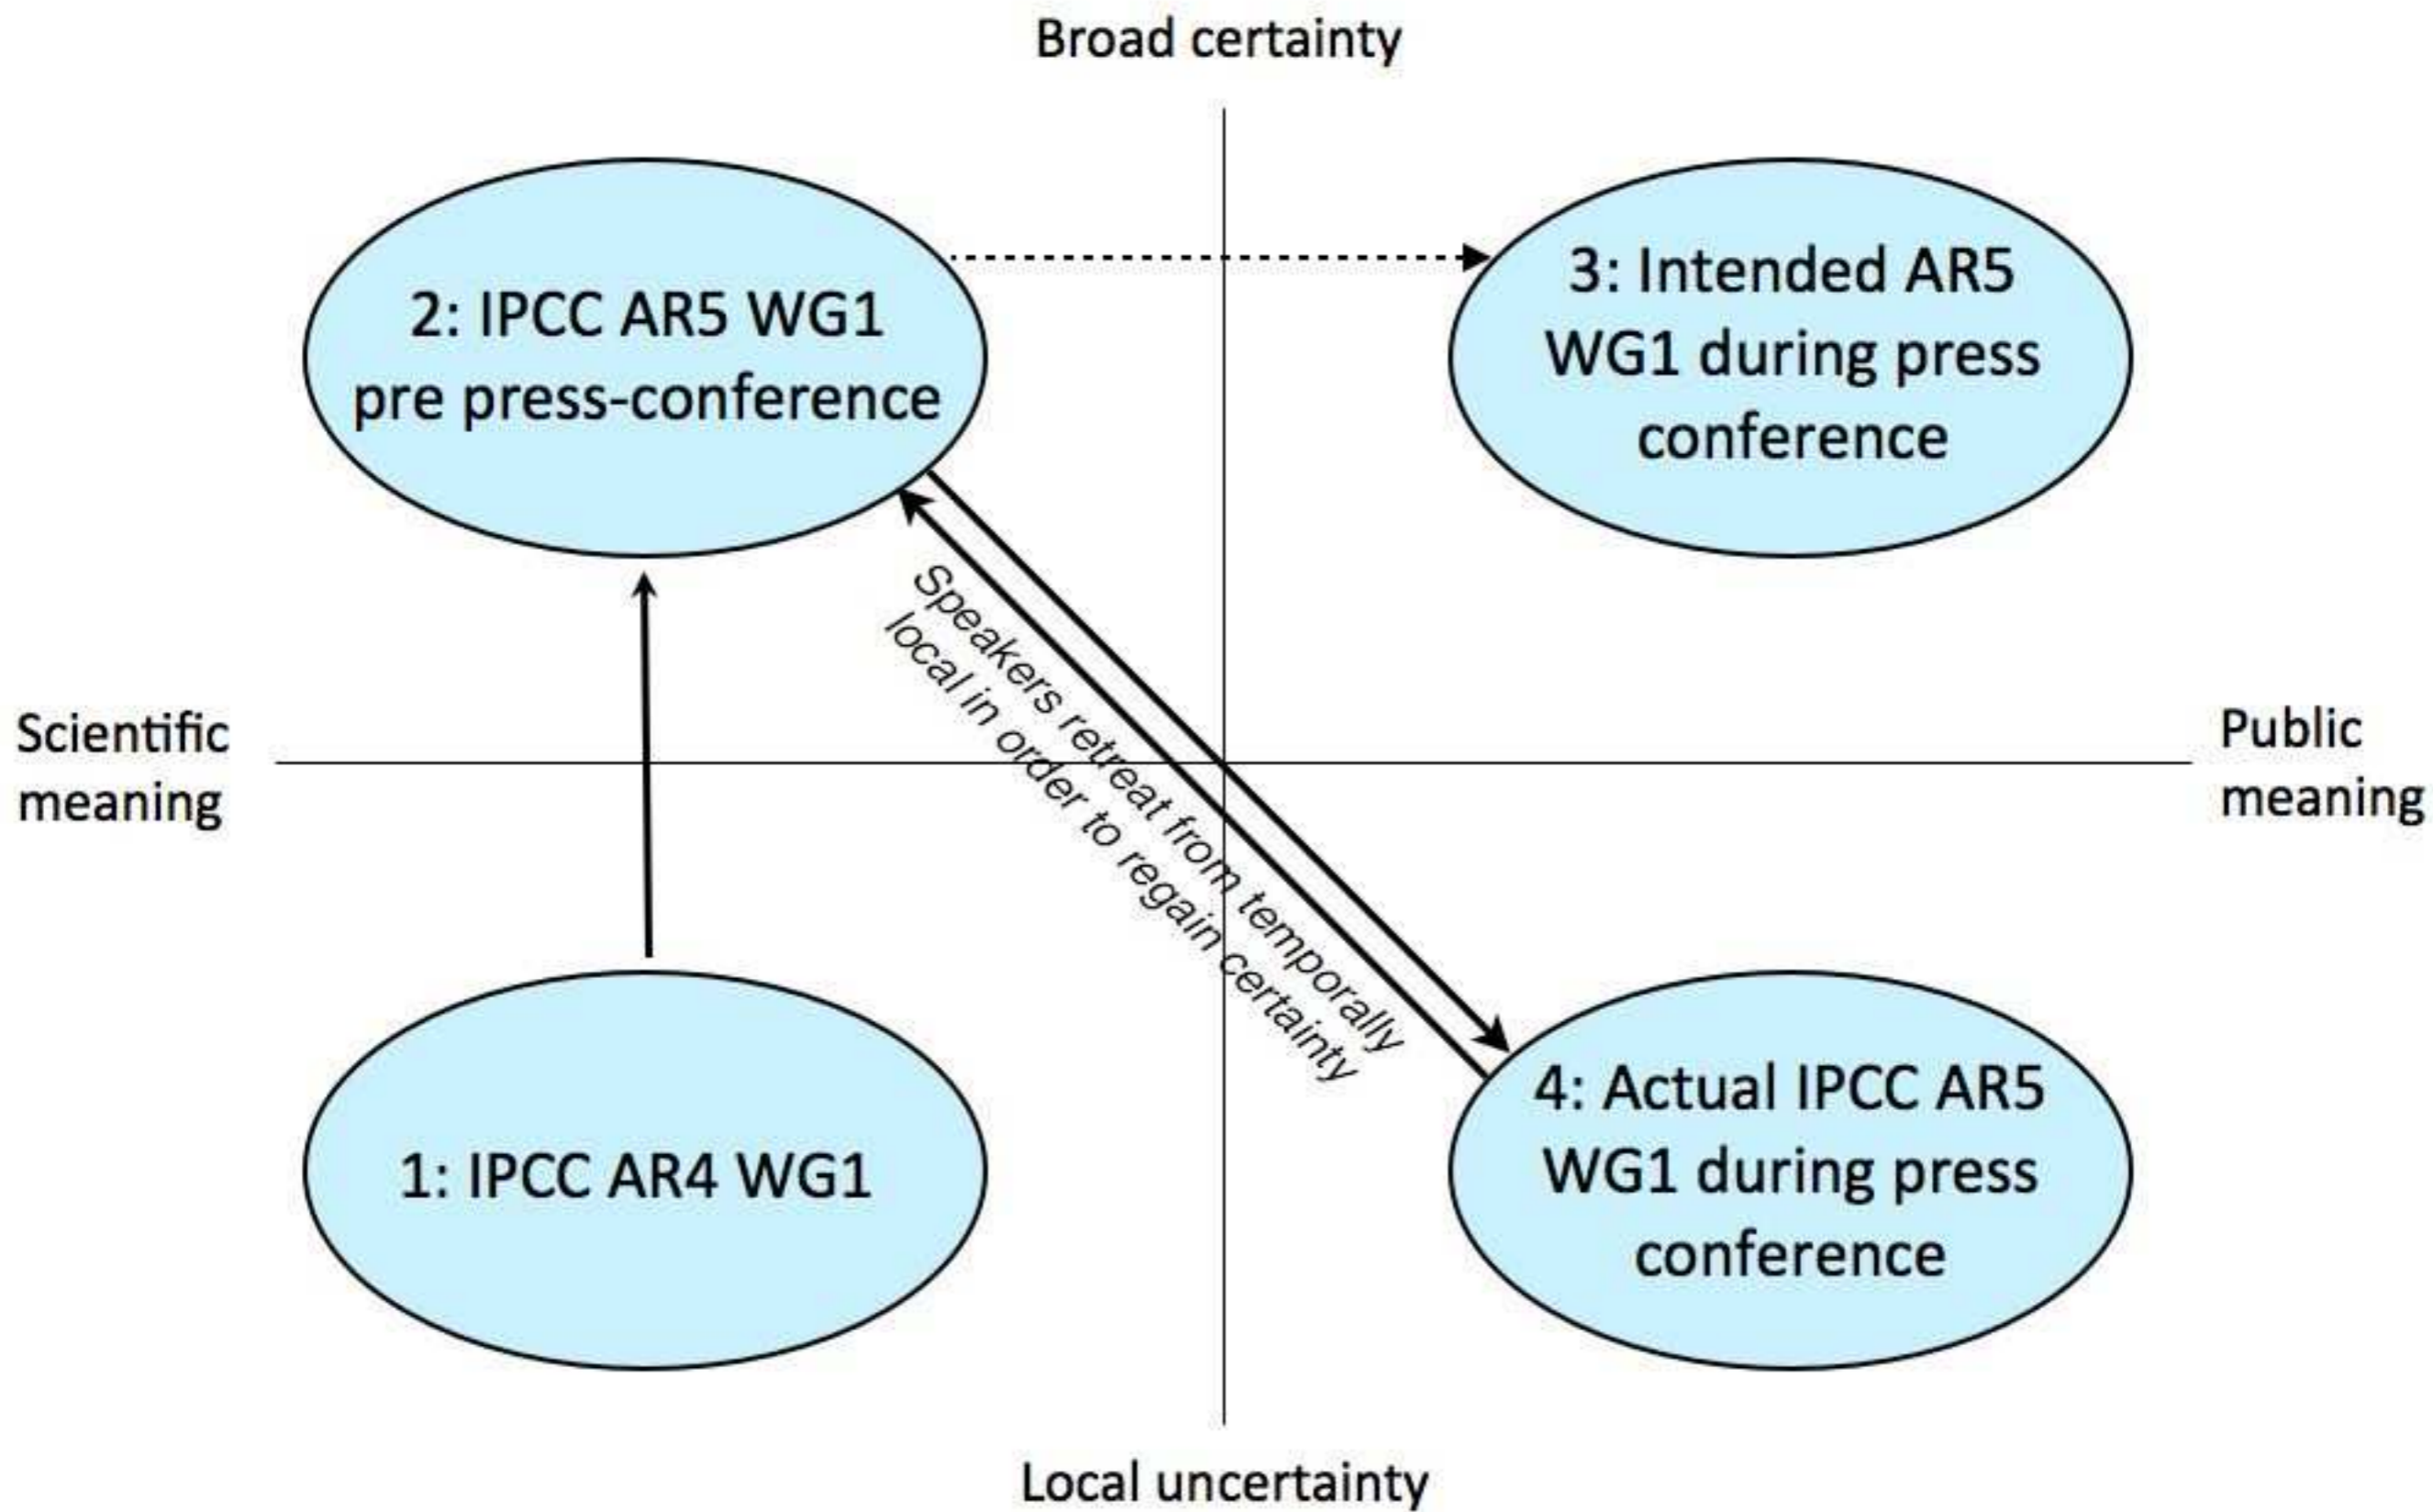 Broad certainty
2: IPCC AR5 WG1
pre press-conference
3: Intended AR5
WG1 during press
conference
Speakers retreat from temporally
local in order to regain certainty
Scientific
meaning
Public
meaning
1: IPCC AR4 WG1
4: Actual IPCC AR5
WG1 during press
conference
Local uncertainty